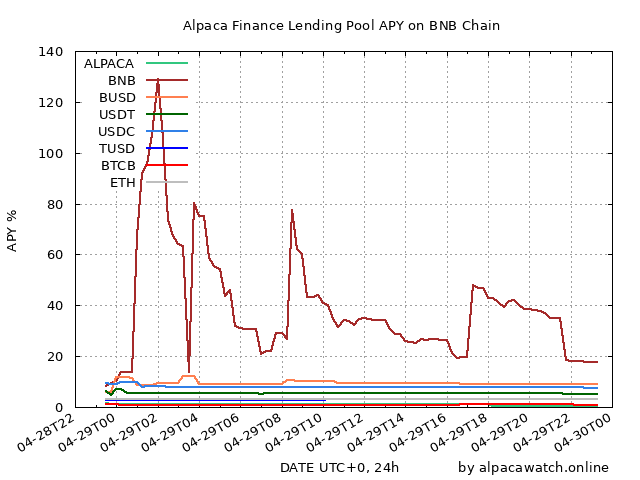 Alpaca Finance Lending Pool APY on BNB Chain
140
120
100
80
60
40
20
0
APY %
ALPACA
BNB
BUSD
USDT
USDC
TUSD
BTCB
ETH
04-28T22
04-29T00
04-29T02
04-29T04
04-29T06
04-29T08
04-29T10
04-29T12
04-29T14
04-29T16
04-29T18
04-29T20
04-29T22
04-30T00
DATE UTC+0, 24h
by alpacawatch.online